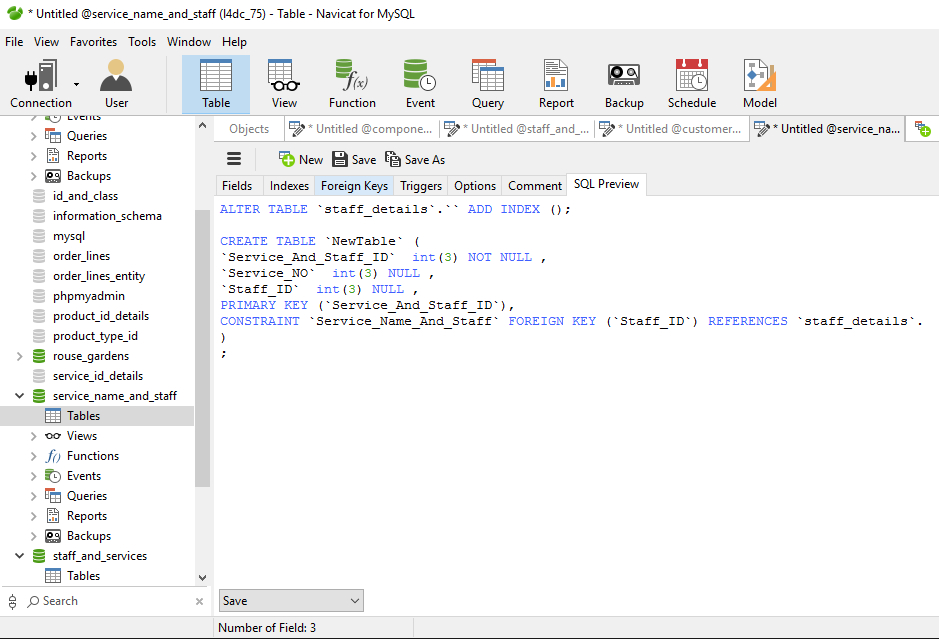 * Untitled @service_name_and_staff (l4dc_75) - Table - Navicat for MySQL
File View Favorites Tools Window Help
Connection User Table View Function Event Query Report Backup Schedule Model
Events
Queries
Reports
Backups
id_and_class
information_schema
mysql
order_lines
order_lines_entity
phpmyadmin
product_id_details
product_type_id
rouse_gardens
service_id_details
service_name_and_staff
Tables
Views
Functions
Events
Queries
Reports
Backups
staff_and_services
Tables
Search
Objects * Untitled @compone... * Untitled @staff_and_... * Untitled @customer... * Untitled @service_na...
New Save Save As
Fields Indexes Foreign Keys Triggers Options Comment SQL Preview
ALTER TABLE `staff_details`.`` ADD INDEX ();
CREATE TABLE `NewTable` (
`Service_And_Staff_ID`  int(3) NOT NULL ,
`Service_NO`  int(3) NULL ,
`Staff_ID`  int(3) NULL ,
PRIMARY KEY (`Service_And_Staff_ID`),
CONSTRAINT `Service_Name_And_Staff` FOREIGN KEY (`Staff_ID`) REFERENCES `staff_details`.
)
;
Save
Number of Field: 3